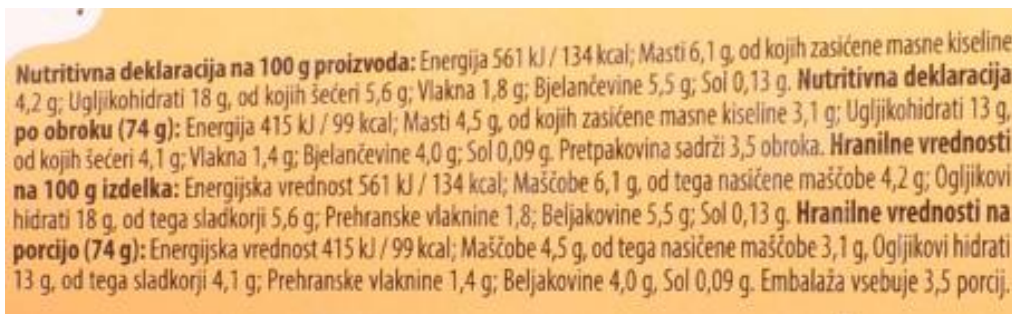 Nutritivna deklaracija na 100 g proizvoda: Energija 561 kJ / 134 kcal; Masti 6,1 g, od kojih zasićene masne kiseline
4,2 g; Ugljikohidrati 18 g, od kojih šećeri 5,6 g; Vlakna 1,8 g; Bjelančevine 5,5 g; Sol 0,13 g. Nutritivna deklaracija
po obroku (74 g): Energija 415 kJ / 99 kcal; Masti 4,5 g, od kojih zasićene masne kiseline 3,1 g; Ugljikohidrati 13 g,
od kojih šećeri 4,1 g; Vlakna 1,4 g; Bjelančevine 4,0 g; Sol 0,09 g. Pretpakovina sadrži 3,5 obroka. Hranilne vrednosti
na 100 g izdelka: Energijska vrednost 561 kJ / 134 kcal; Maščobe 6,1 g, od tega nasičene maščobe 4,2 g; Ogljikovi
hidrati 18 g, od tega sladkorji 5,6 g; Prehranske vlaknine 1,8; Beljakovine 5,5 g; Sol 0,13 g. Hranilne vrednosti na
porcijo (74 g): Energijska vrednost 415 kJ / 99 kcal; Maščobe 4,5 g, od tega nasičene maščobe 3,1 g, Ogljikovi hidrati
13 g, od tega sladkorji 4,1 g; Prehranske vlaknine 1,4 g; Beljakovine 4,0 g, Sol 0,09 g. Embalaža vsebuje 3,5 porcij.